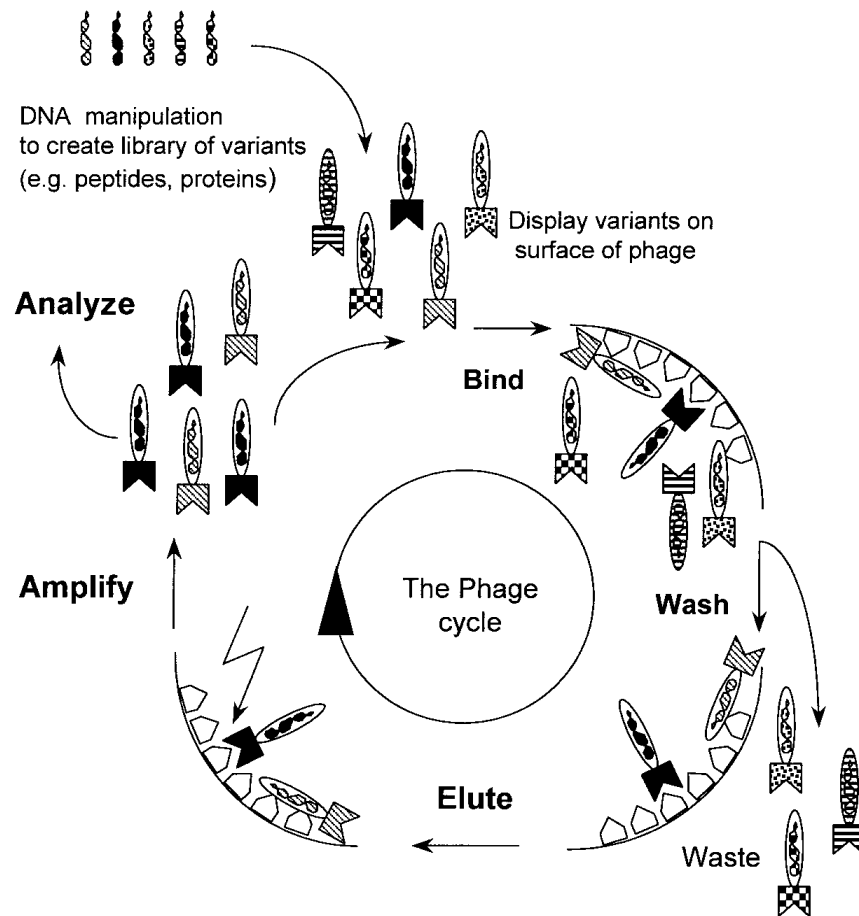 DNA manipulation
to create library of variants
(e.g. peptides, proteins)
Display variants on
surface of phage
Analyze
Bind
The Phage
cycle
Amplify
Wash
Elute
Waste